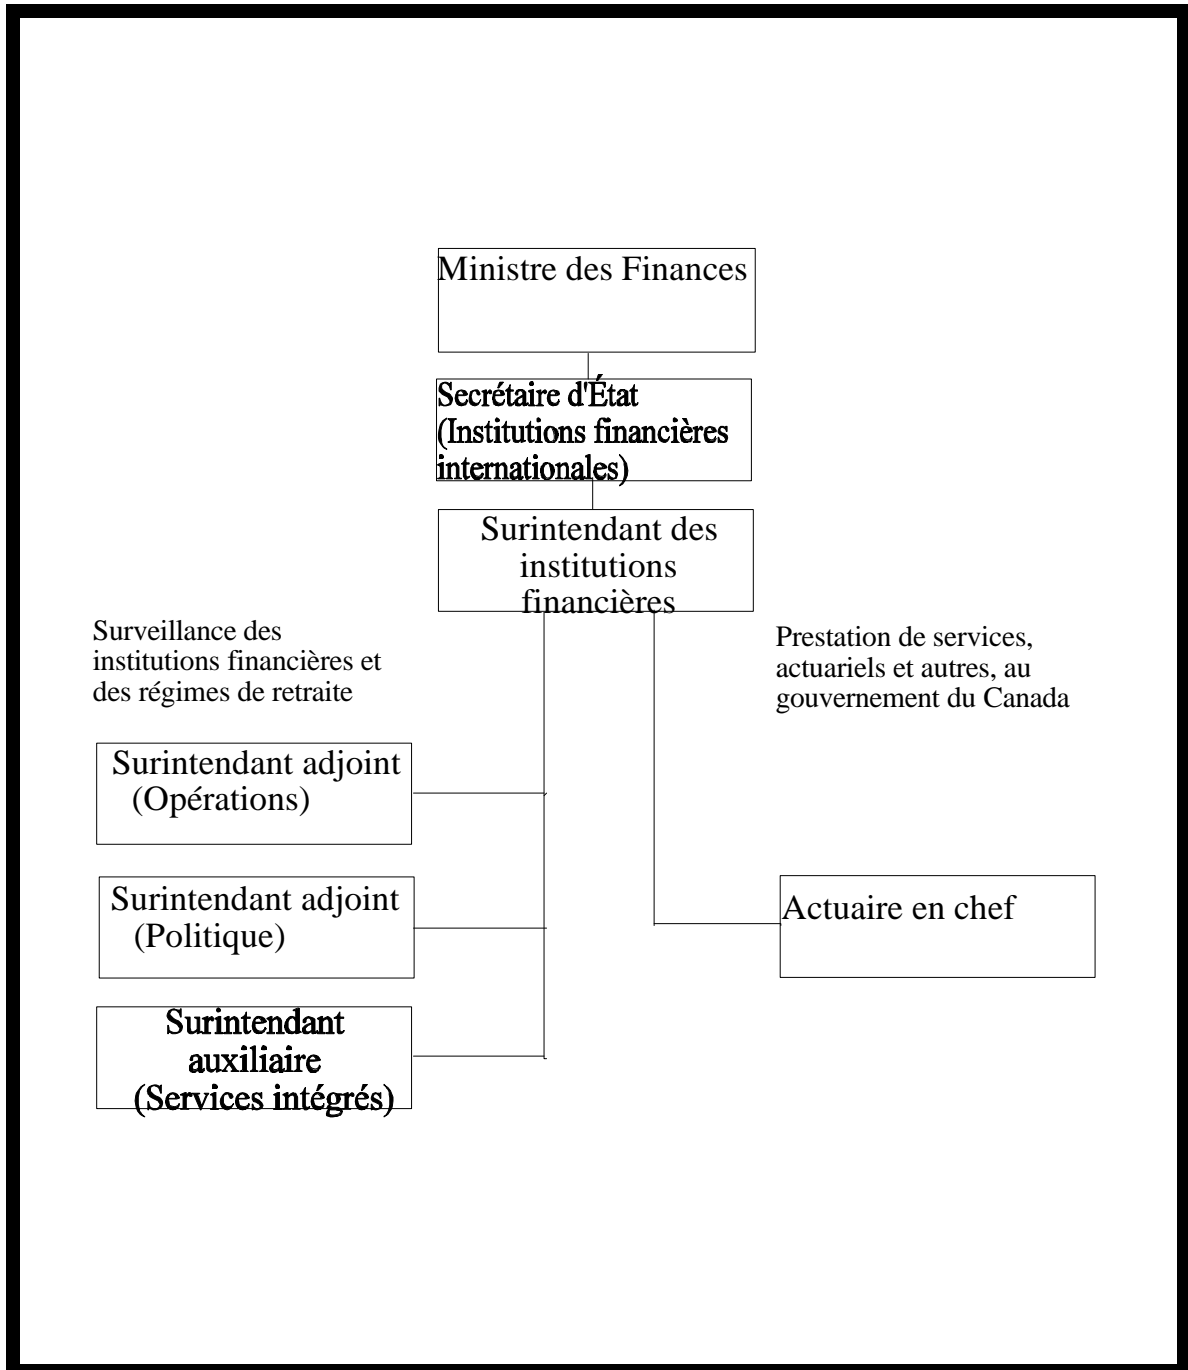 Ministre des Finances
Secrétaire d'État
(Institutions financières
internationales)
Surintendant des
institutions
financières
Surveillance des
institutions financières et
des régimes de retraite
Prestation de services,
actuariels et autres, au
gouvernement du Canada
Surintendant adjoint
(Opérations)
Surintendant adjoint
(Politique)
Surintendant
auxiliaire
(Services intégrés)
Actuaire en chef